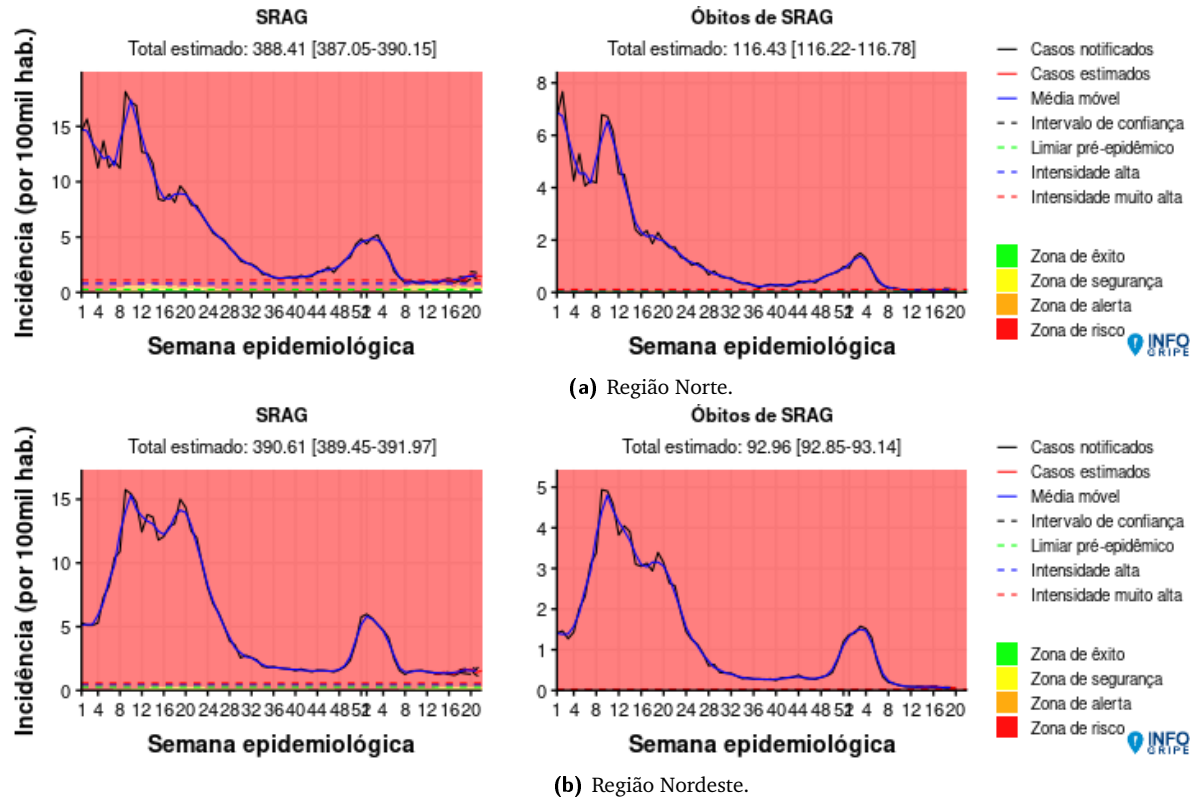 SRAG
Total estimado: 388.41 [387.05-390.15]
Incidência (por 100mil hab.)
15
10
5
0
1 4 8 12 16 20 24 28 32 36 40 44 48 52 1 4 8 12 16 20
Semana epidemiológica
Óbitos de SRAG
Total estimado: 116.43 [116.22-116.78]
8
6
4
2
0
1 4 8 12 16 20 24 28 32 36 40 44 48 52 1 4 8 12 16 20
Semana epidemiológica
Casos notificados
Casos estimados
Média móvel
Intervalo de confiança
Limiar pré-epidêmico
Intensidade alta
Intensidade muito alta
Zona de êxito
Zona de segurança
Zona de alerta
Zona de risco
INFO
GRIPE
(a) Região Norte.
SRAG
Total estimado: 390.61 [389.45-391.97]
Incidência (por 100mil hab.)
15
10
5
0
1 4 8 12 16 20 24 28 32 36 40 44 48 52 1 4 8 12 16 20
Semana epidemiológica
Óbitos de SRAG
Total estimado: 92.96 [92.85-93.14]
5
4
3
2
1
0
1 4 8 12 16 20 24 28 32 36 40 44 48 52 1 4 8 12 16 20
Semana epidemiológica
Casos notificados
Casos estimados
Média móvel
Intervalo de confiança
Limiar pré-epidêmico
Intensidade alta
Intensidade muito alta
Zona de êxito
Zona de segurança
Zona de alerta
Zona de risco
INFO
GRIPE
(b) Região Nordeste.